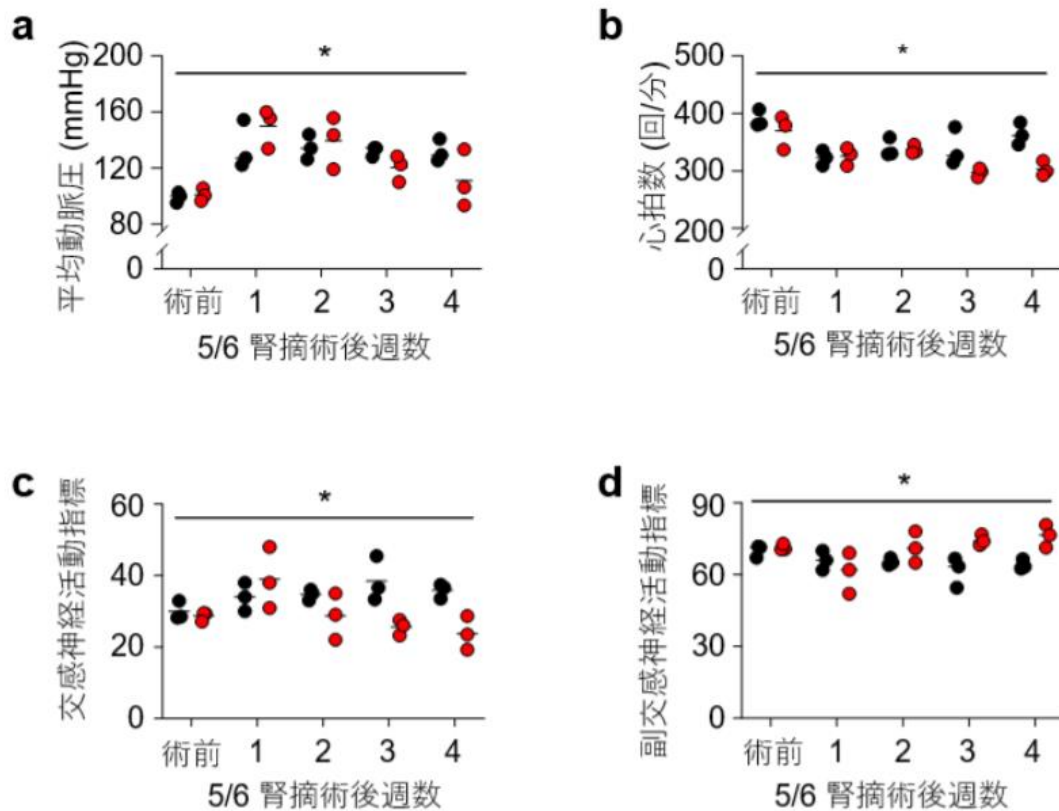 a
*
200
160
120
80
0
平均動脈圧 (mmHg)
術前 1 2 3 4
5/6 腎摘術後週数
b
*
500
400
300
200
0
心拍数 (回/分)
術前 1 2 3 4
5/6 腎摘術後週数
c
*
60
40
20
0
交感神経活動指標
術前 1 2 3 4
5/6 腎摘術後週数
d
*
90
60
30
0
副交感神経活動指標
術前 1 2 3 4
5/6 腎摘術後週数